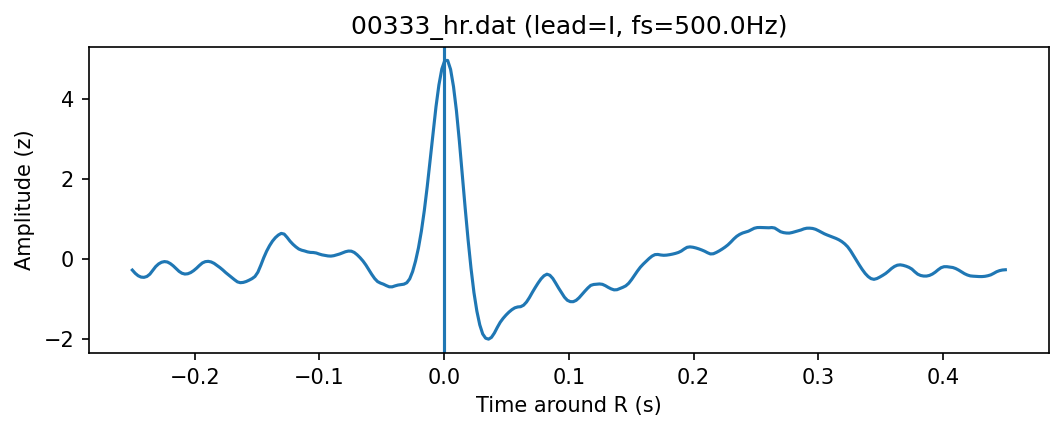 00333_hr.dat (lead=I, fs=500.0Hz)
Amplitude (z)
4
2
0
−2
−0.2 −0.1 0.0 0.1 0.2 0.3 0.4
Time around R (s)